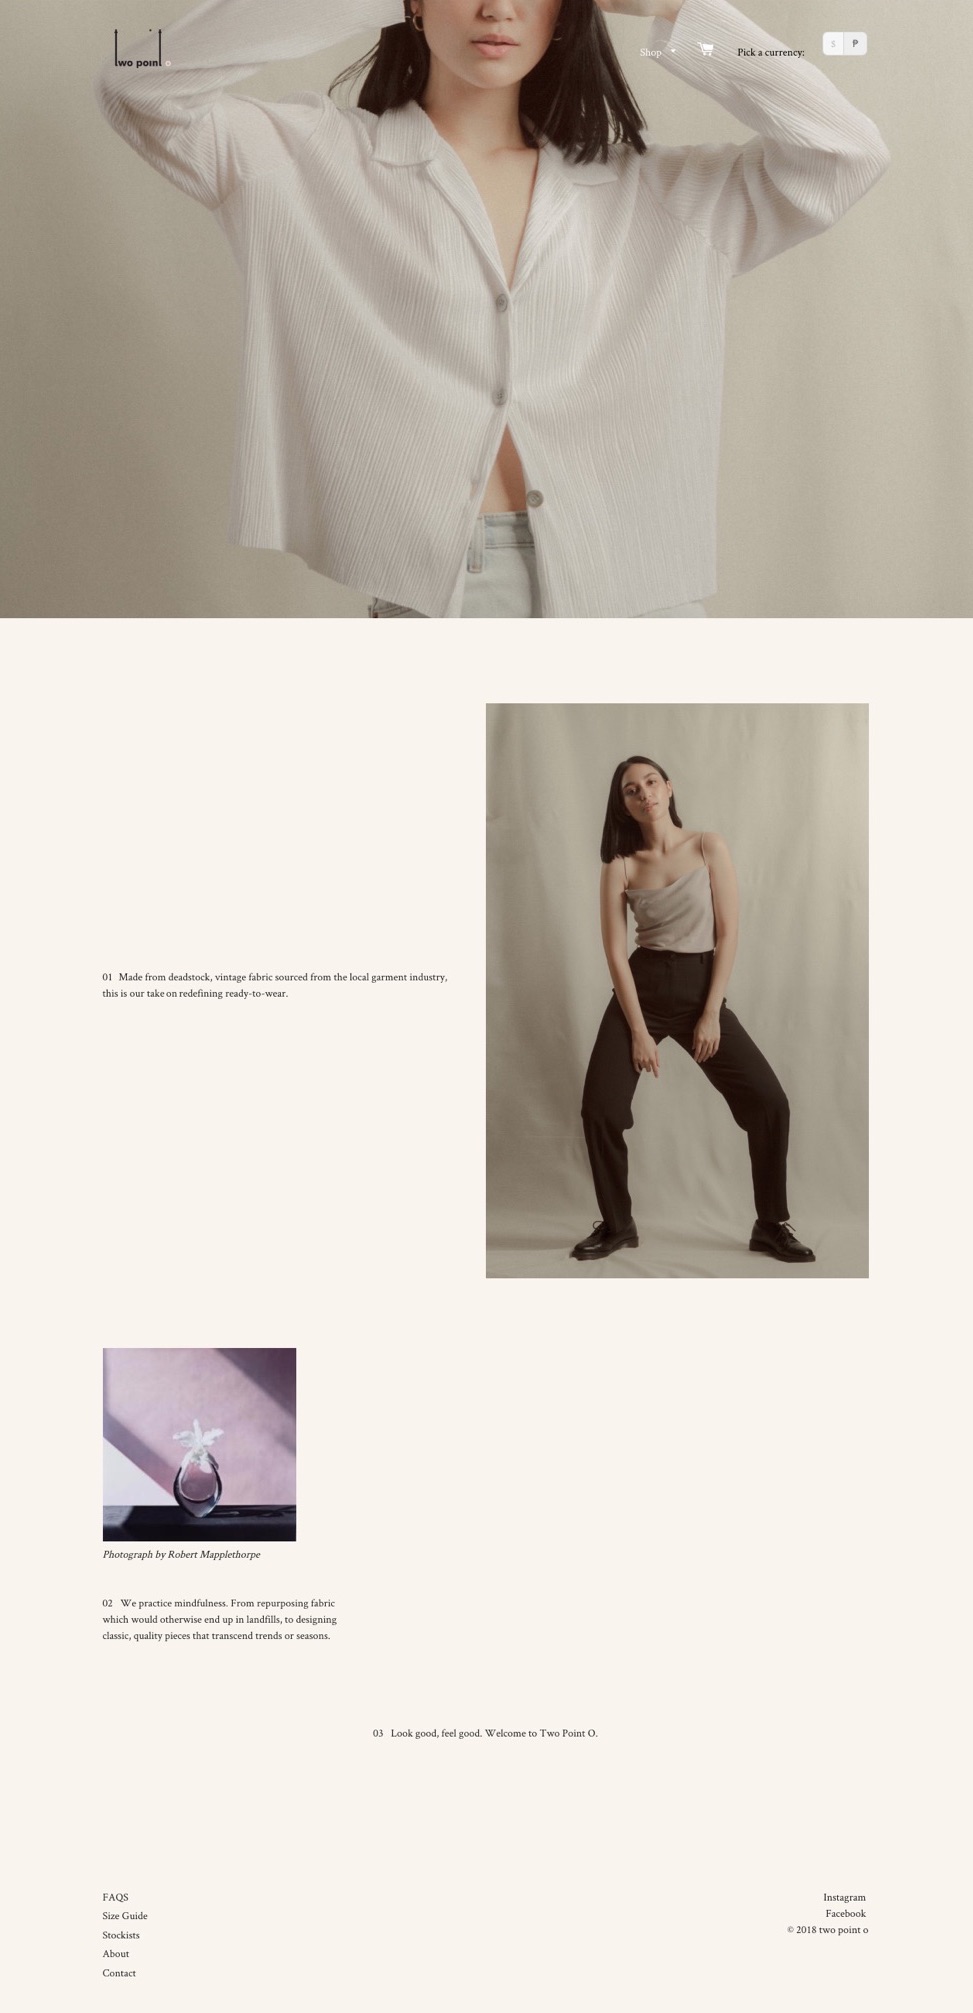 two point o
Shop
Pick a currency:
$ ₱
01 Made from deadstock, vintage fabric sourced from the local garment industry,
this is our take on redefining ready-to-wear.
Photograph by Robert Mapplethorpe
02 We practice mindfulness. From repurposing fabric
which would otherwise end up in landfills, to designing
classic, quality pieces that transcend trends or seasons.
03 Look good, feel good. Welcome to Two Point O.
FAQS
Size Guide
Stockists
About
Contact
Instagram
Facebook
© 2018 two point o